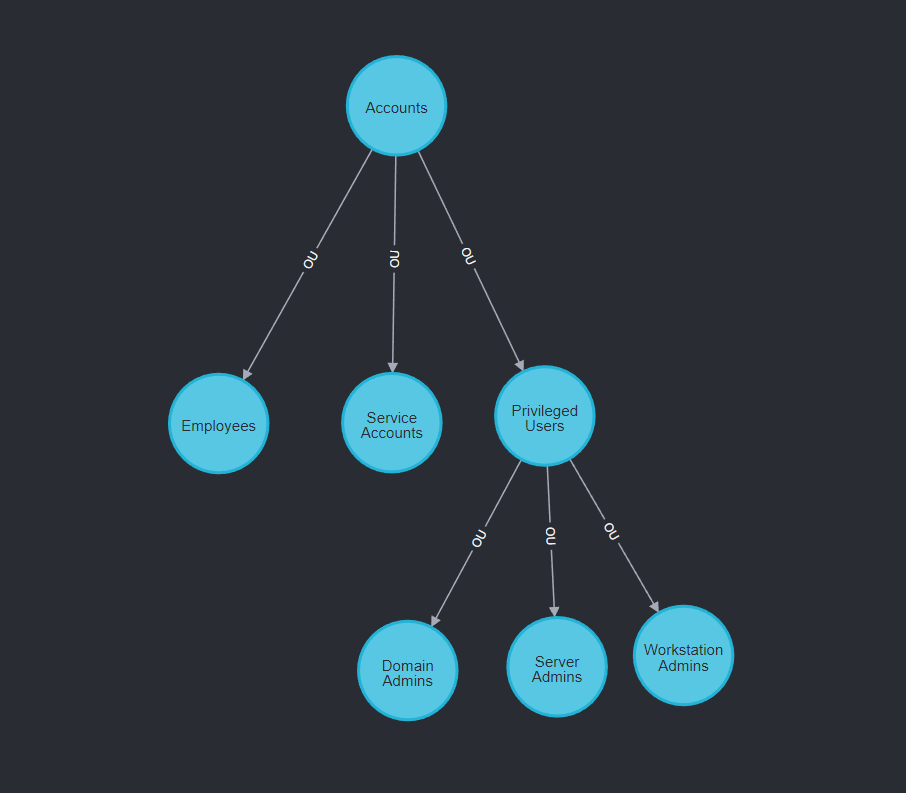 Accounts
OU
OU
OU
Employees
Service
Accounts
Privileged
Users
OU
OU
OU
Domain
Admins
Server
Admins
Workstation
Admins